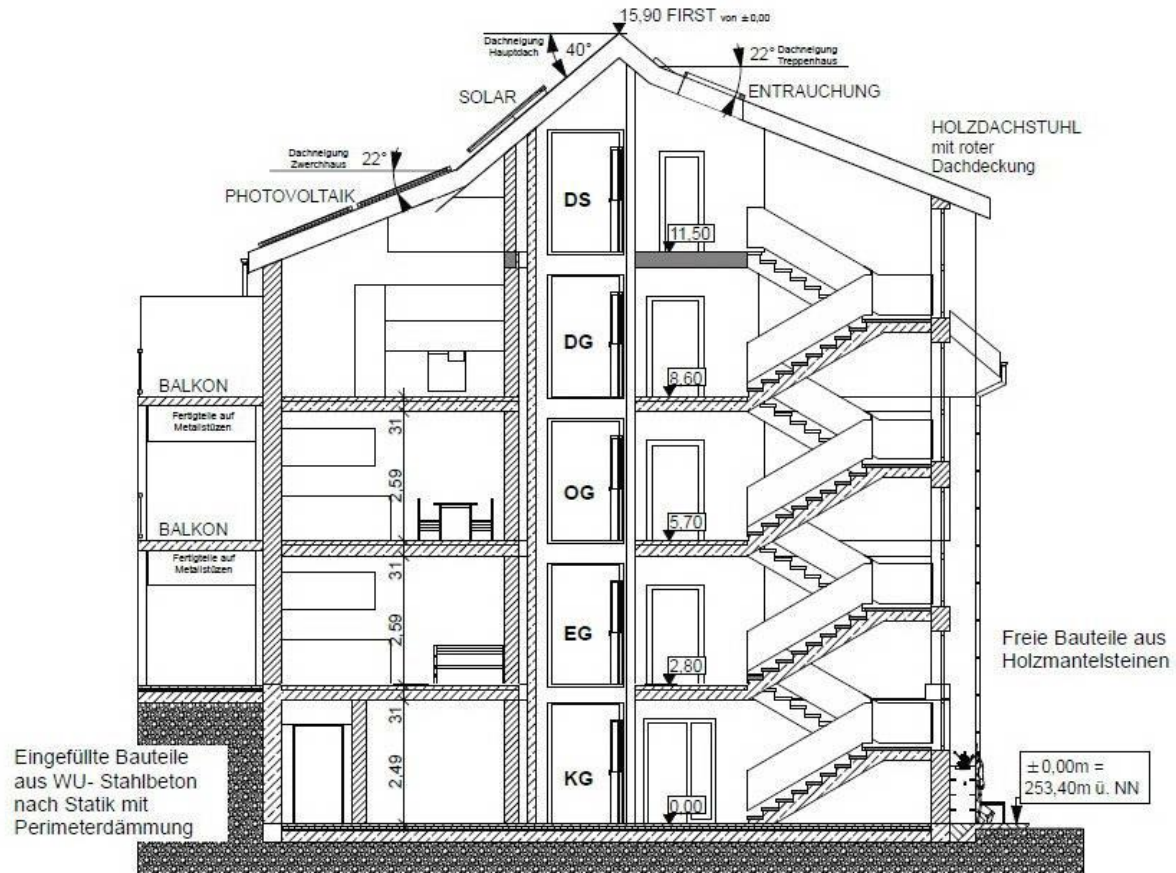 15,90 FIRST von ±0,00
Dachneigung
Hauptdach
40°
22° Dachneigung
Treppenhaus
SOLAR
ENTRAUCHUNG
HOLZDACHSTUHL
mit roter
Dachdeckung
Dachneigung
Zwerchhaus
22°
PHOTOVOLTAIK
DS
11,50
DG
8,60
BALKON
Fertigteile auf
Metallstüzen
31
2,59
OG
5,70
BALKON
Fertigteile auf
Metallstüzen
31
2,59
EG
2,80
Freie Bauteile aus
Holzmantelsteinen
31
2,49
KG
0,00
Eingefüllte Bauteile
aus WU- Stahlbeton
nach Statik mit
Perimeterdämmung
±0,00m =
253,40m ü. NN